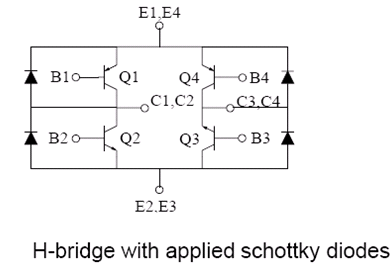 E1,E4
B1 Q1 Q4 B4
C1,C2 C3,C4
B2 Q2 Q3 B3
E2,E3
H-bridge with applied schottky diodes